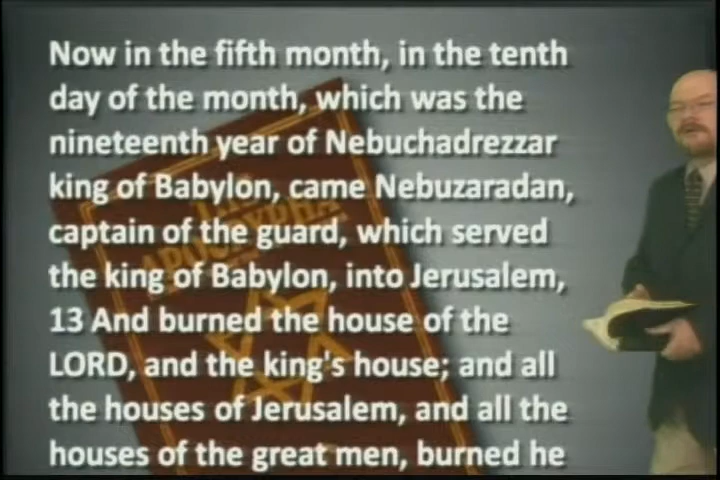 Now in the fifth month, in the tenth
day of the month, which was the
nineteenth year of Nebuchadrezzar
king of Babylon, came Nebuzaradan,
captain of the guard, which served
the king of Babylon, into Jerusalem,
13 And burned the house of the
LORD, and the king's house; and all
the houses of Jerusalem, and all the
houses of the great men, burned he
THE
APOCRYPHA